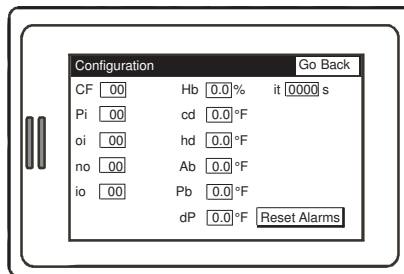 Configuration Go Back
CF 00 Hb 0.0 % it 0000 s
Pi 00 cd 0.0 °F
oi 00 hd 0.0 °F
no 00 Ab 0.0 °F
io 00 Pb 0.0 °F
dP 0.0 °F Reset Alarms